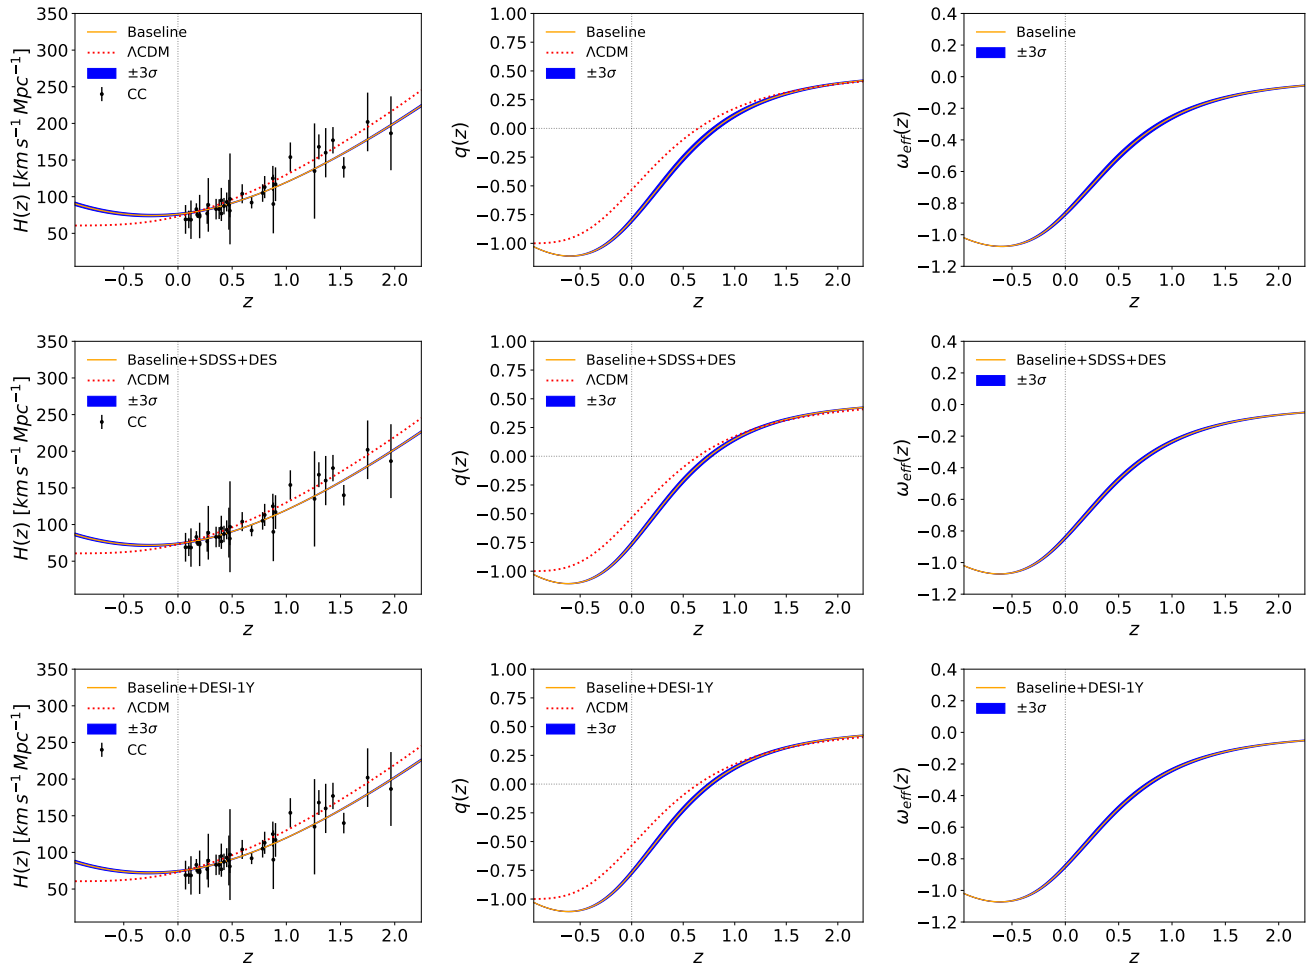 350
300
250
200
150
100
50
H(z) [km s⁻¹ Mpc⁻¹]
Baseline
ΛCDM
±3σ
CC
−0.5 0.0 0.5 1.0 1.5 2.0
z
1.00
0.75
0.50
0.25
0.00
−0.25
−0.50
−0.75
−1.00
q(z)
Baseline
ΛCDM
±3σ
−0.5 0.0 0.5 1.0 1.5 2.0
z
0.4
0.2
0.0
−0.2
−0.4
−0.6
−0.8
−1.0
−1.2
ω_eff(z)
Baseline
±3σ
−0.5 0.0 0.5 1.0 1.5 2.0
z
350
300
250
200
150
100
50
H(z) [km s⁻¹ Mpc⁻¹]
Baseline+SDSS+DES
ΛCDM
±3σ
CC
−0.5 0.0 0.5 1.0 1.5 2.0
z
1.00
0.75
0.50
0.25
0.00
−0.25
−0.50
−0.75
−1.00
q(z)
Baseline+SDSS+DES
ΛCDM
±3σ
−0.5 0.0 0.5 1.0 1.5 2.0
z
0.4
0.2
0.0
−0.2
−0.4
−0.6
−0.8
−1.0
−1.2
ω_eff(z)
Baseline+SDSS+DES
±3σ
−0.5 0.0 0.5 1.0 1.5 2.0
z
350
300
250
200
150
100
50
H(z) [km s⁻¹ Mpc⁻¹]
Baseline+DESI-1Y
ΛCDM
±3σ
CC
−0.5 0.0 0.5 1.0 1.5 2.0
z
1.00
0.75
0.50
0.25
0.00
−0.25
−0.50
−0.75
−1.00
q(z)
Baseline+DESI-1Y
ΛCDM
±3σ
−0.5 0.0 0.5 1.0 1.5 2.0
z
0.4
0.2
0.0
−0.2
−0.4
−0.6
−0.8
−1.0
−1.2
ω_eff(z)
Baseline+DESI-1Y
±3σ
−0.5 0.0 0.5 1.0 1.5 2.0
z